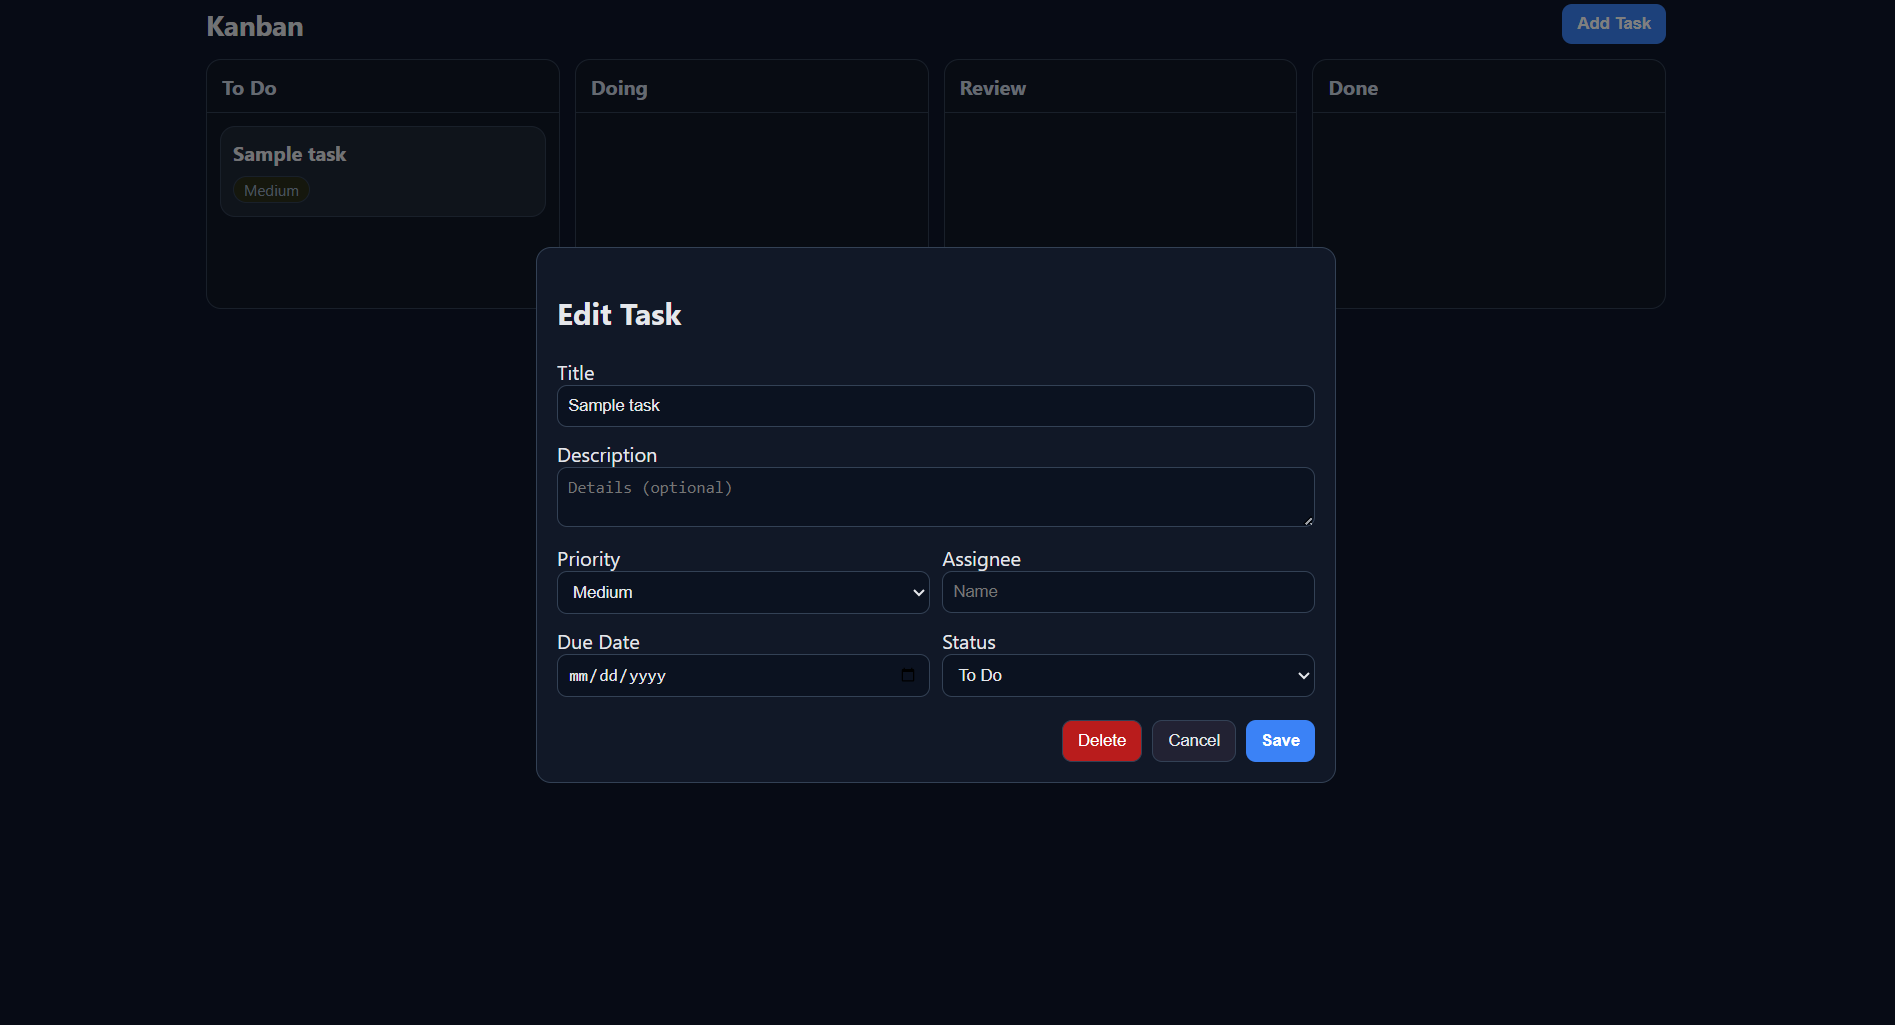 Kanban
Add Task
To Do
Doing
Review
Done
Sample task
Medium
Edit Task
Title
Sample task
Description
Details (optional)
Priority
Assignee
Medium
Name
Due Date
Status
mm/dd/yyyy
To Do
Delete
Cancel
Save